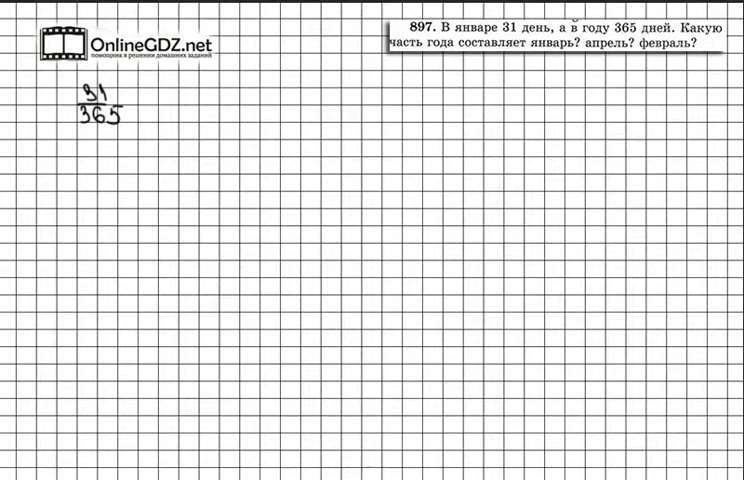 OnlineGDZ.net
помощник в решении домашних заданий
897. В январе 31 день, а в году 365 дней. Какую
часть года составляет январь? апрель? февраль?
31
365